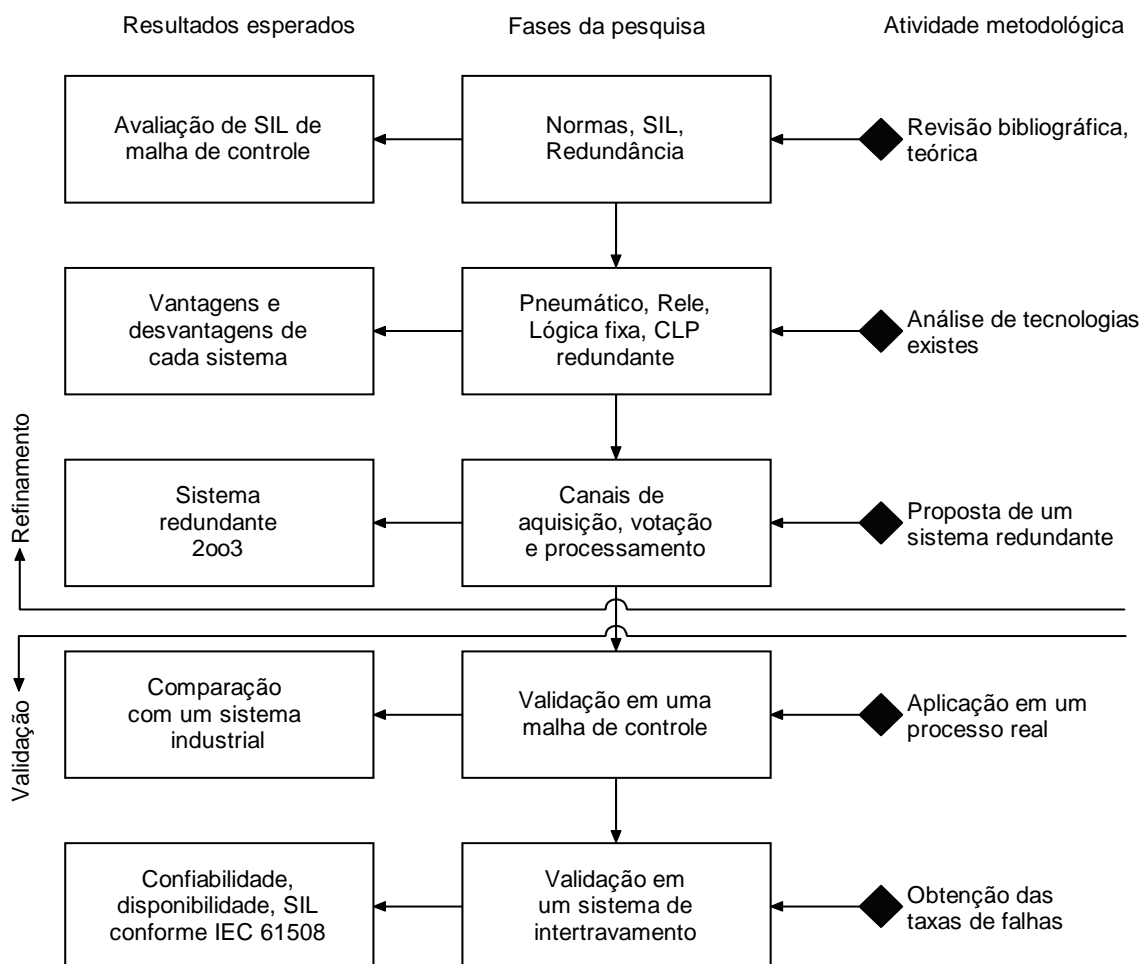 Resultados esperados
Fases da pesquisa
Atividade metodológica
Avaliação de SIL de
malha de controle
Normas, SIL,
Redundância
Revisão bibliográfica,
teórica
Vantagens e
desvantagens de
cada sistema
Pneumático, Rele,
Lógica fixa, CLP
redundante
Análise de tecnologias
existes
Refinamento
Sistema
redundante
2oo3
Canais de
aquisição, votação
e processamento
Proposta de um
sistema redundante
Validação
Comparação
com um sistema
industrial
Validação em uma
malha de controle
Aplicação em um
processo real
Confiabilidade,
disponibilidade, SIL
conforme IEC 61508
Validação em
um sistema de
intertravamento
Obtenção das
taxas de falhas